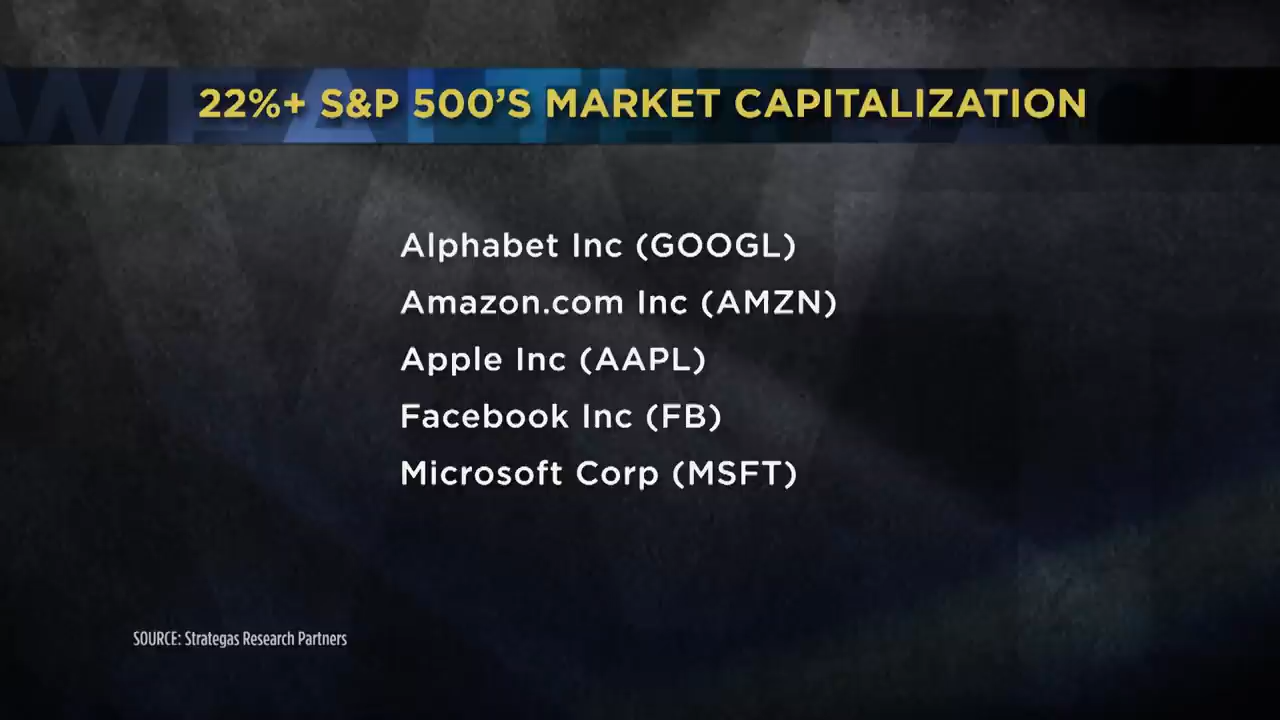 22%+ S&P 500'S MARKET CAPITALIZATION
Alphabet Inc (GOOGL)
Amazon.com Inc (AMZN)
Apple Inc (AAPL)
Facebook Inc (FB)
Microsoft Corp (MSFT)
SOURCE: Strategas Research Partners